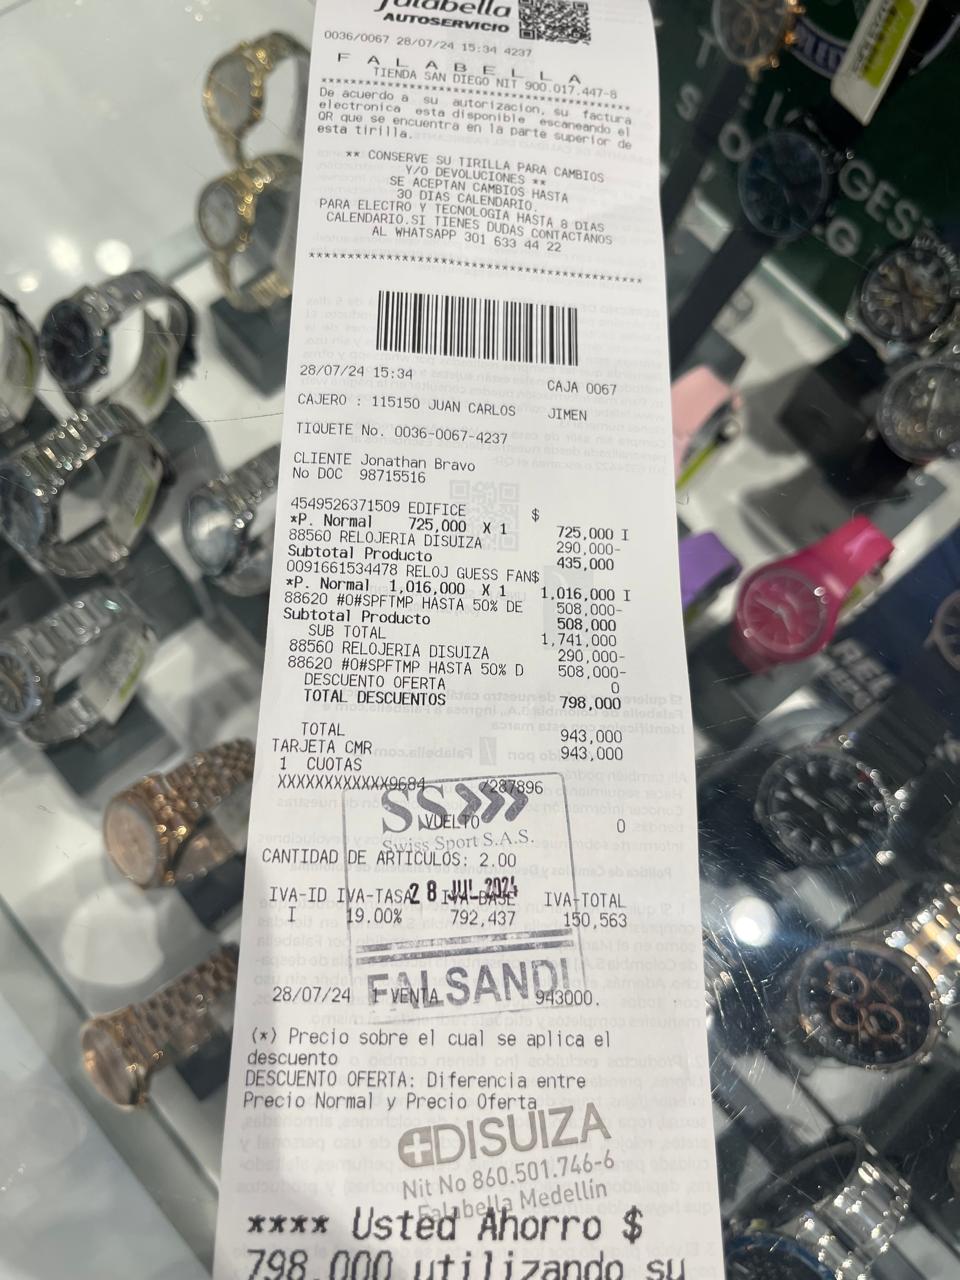 falabella
AUTOSERVICIO
0036/0067 28/07/24 15:34 4237
F A L A B E L L A
TIENDA SAN DIEGO NIT 900.017.447-8
****************************************
De acuerdo a su autorizacion, su factura
electronica esta disponible escaneando el
QR que se encuentra en la parte superior de
esta tirilla.
** CONSERVE SU TIRILLA PARA CAMBIOS
Y/O DEVOLUCIONES **
SE ACEPTAN CAMBIOS HASTA
30 DIAS CALENDARIO.
PARA ELECTRO Y TECNOLOGIA HASTA 8 DIAS
CALENDARIO.SI TIENES DUDAS CONTACTANOS
AL WHATSAPP 301 633 44 22
****************************************
28/07/24 15:34 CAJA 0067
CAJERO : 115150 JUAN CARLOS JIMEN
TIQUETE No. 0036-0067-4237
CLIENTE Jonathan Bravo
No DOC 98715516
4549526371509 EDIFICE $
*P. Normal 725,000 X 1 725,000 I
88560 RELOJERIA DISUIZA 290,000-
Subtotal Producto 435,000
0091661534478 RELOJ GUESS FAN$
*P. Normal 1,016,000 X 1 1,016,000 I
88620 #0#SPFTMP HASTA 50% DE 508,000-
Subtotal Producto 508,000
SUB TOTAL 1,741,000
88560 RELOJERIA DISUIZA 290,000-
88620 #0#SPFTMP HASTA 50% D 508,000-
DESCUENTO OFERTA 0
TOTAL DESCUENTOS 798,000
TOTAL 943,000
TARJETA CMR 943,000
1 CUOTAS
XXXXXXXXXXXX9684 /287896
SS
VUELTO 0
Swiss Sport S.A.S.
CANTIDAD DE ARTICULOS: 2.00
28 JUL 2024
IVA-ID IVA-TASA IVA-BASE IVA-TOTAL
I 19.00% 792,437 150,563
FALSANDI
28/07/24 1 VENTA 943000.
(*) Precio sobre el cual se aplica el
descuento
DESCUENTO OFERTA: Diferencia entre
Precio Normal y Precio Oferta
DISUIZA
Nit No 860.501.746-6
Falabella Medellín
**** Usted Ahorro $
798,000 utilizando su